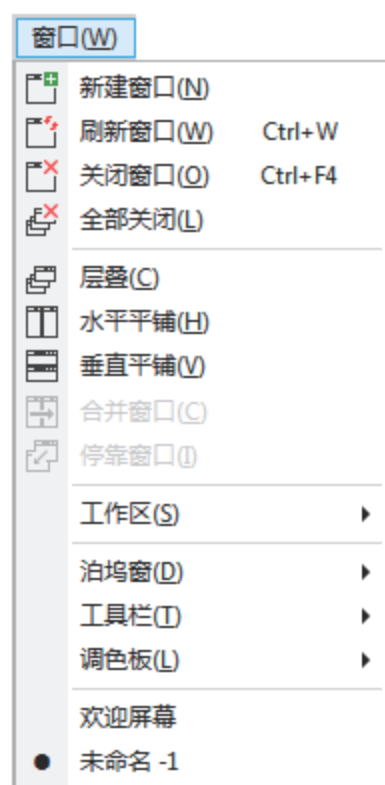 窗口(W)
新建窗口(N)
刷新窗口(W) Ctrl+W
关闭窗口(O) Ctrl+F4
全部关闭(L)
层叠(C)
水平平铺(H)
垂直平铺(V)
合并窗口(C)
停靠窗口(I)
工作区(S)
泊坞窗(D)
工具栏(T)
调色板(L)
欢迎屏幕
未命名 -1